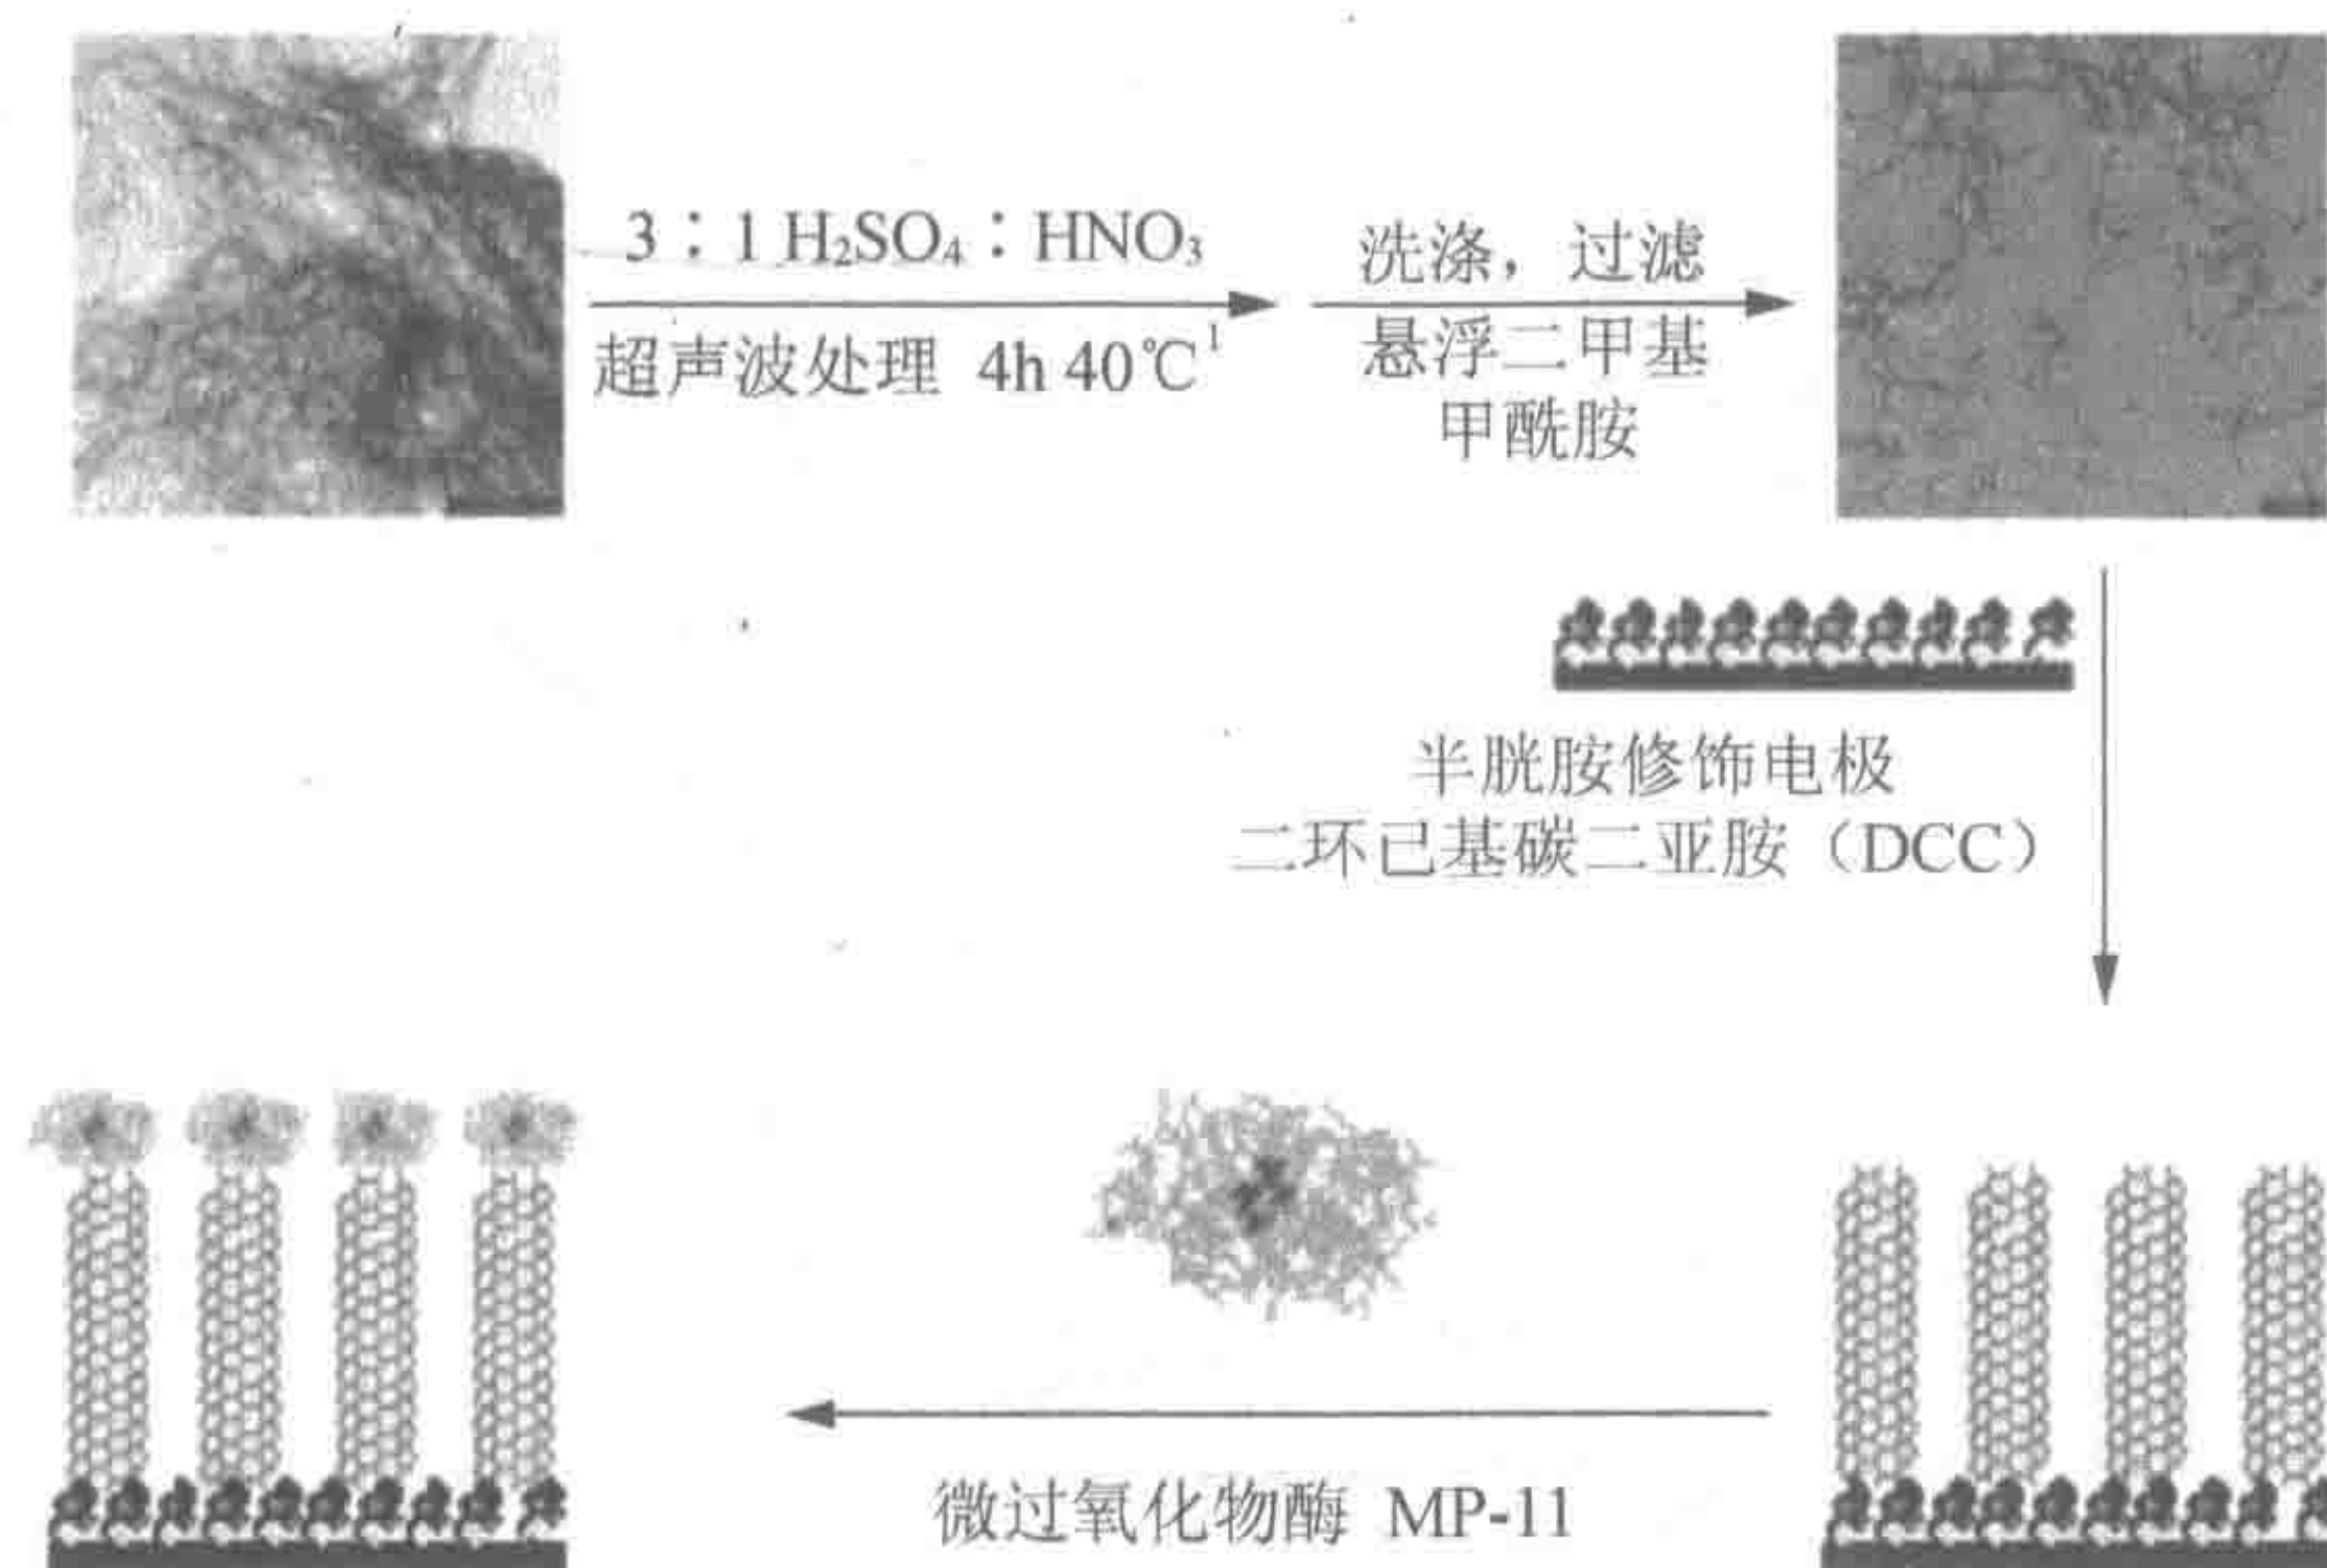 3：1 H₂SO₄：HNO₃
超声波处理 4h 40℃¹
洗涤，过滤
悬浮二甲基
甲酰胺
半胱胺修饰电极
二环已基碳二亚胺（DCC）
微过氧化物酶 MP-11